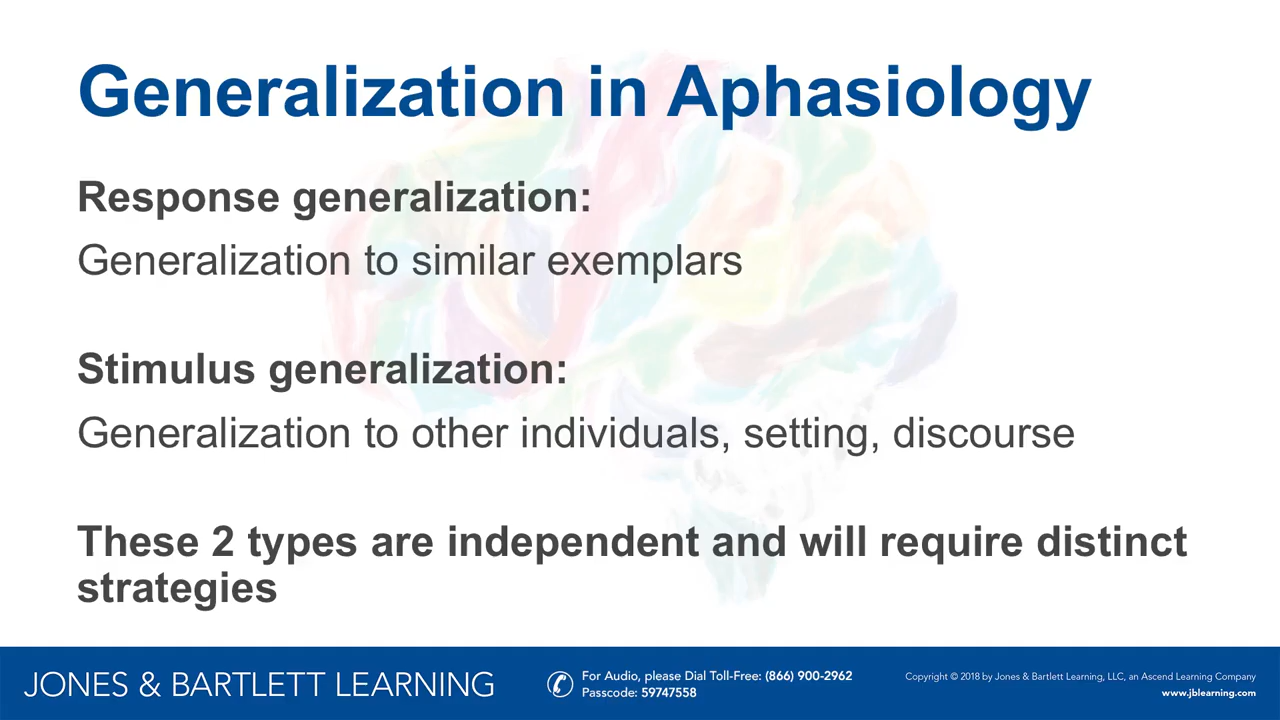 Generalization in Aphasiology
Response generalization:
Generalization to similar exemplars
Stimulus generalization:
Generalization to other individuals, setting, discourse
These 2 types are independent and will require distinct
strategies
JONES & BARTLETT LEARNING
For Audio, please Dial Toll-Free: (866) 900-2962
Passcode: 59747558
Copyright © 2018 by Jones & Bartlett Learning, LLC, an Ascend Learning Company
www.jblearning.com